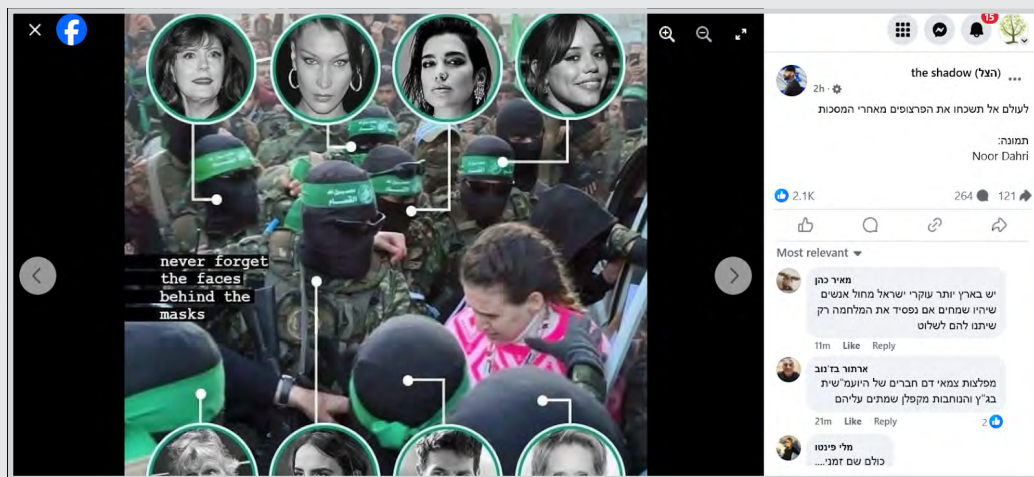 never forget
the faces
behind the
masks
15
the shadow (הצל)
2h
לעולם אל תשכחו את הפרצופים מאחרי המסכות
תמונה:
Noor Dahri
2.1K
264
121
Most relevant
מאיר כהן
יש בארץ יותר עוקרי ישראל מחול אנשים
שיהיו שמחים אם נפסיד את המלחמה רק
שיתנו להם לשלוט
11m Like Reply
ארתור בז'נוב
מפלצות צמאי דם חברים של היועמ"שית
בג"ץ והנוחבות מקפלן שמתים עליהם
21m Like Reply
2
מלי פינטו
כולם שם זמני....